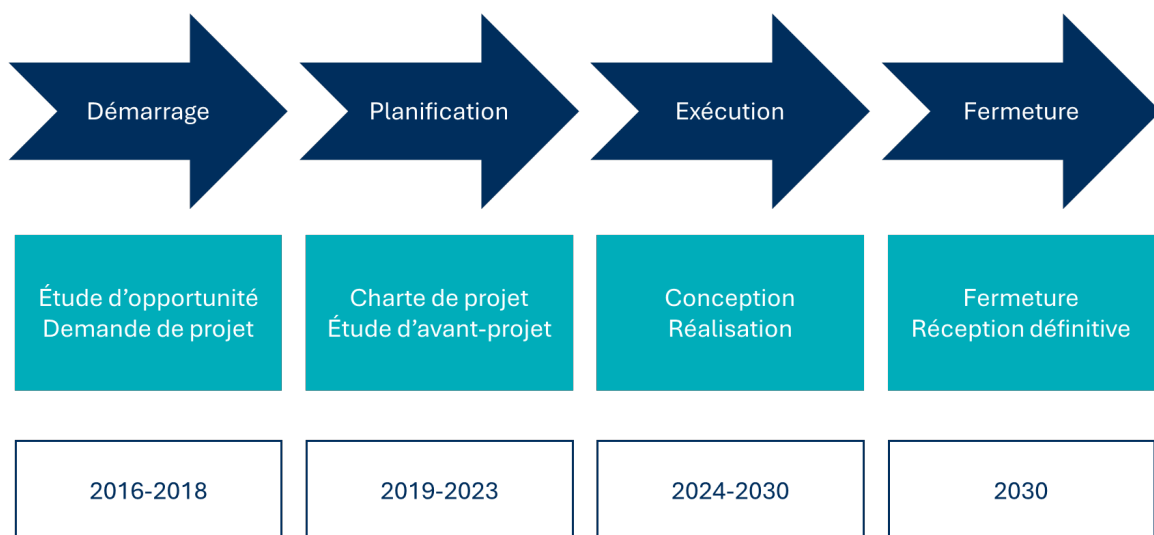 Démarrage
Planification
Exécution
Fermeture
Étude d’opportunité
Demande de projet
Charte de projet
Étude d’avant-projet
Conception
Réalisation
Fermeture
Réception définitive
2016-2018
2019-2023
2024-2030
2030